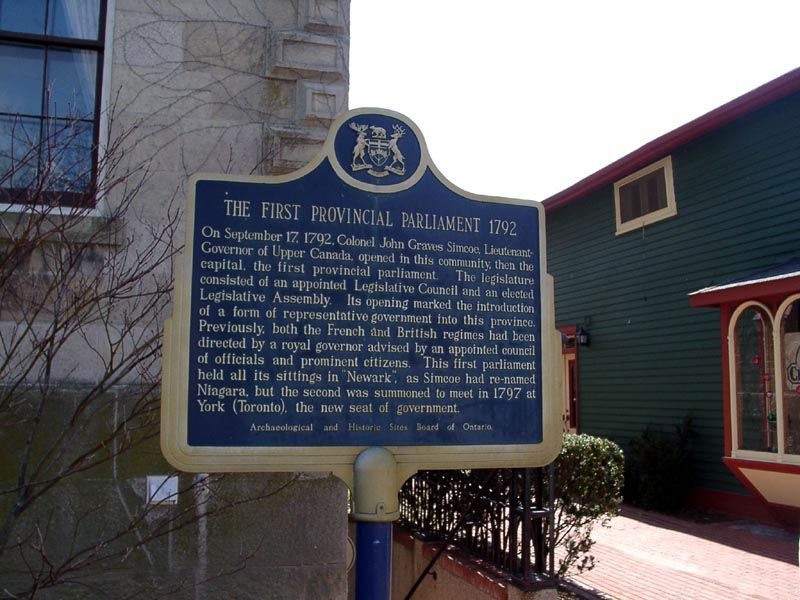 THE FIRST PROVINCIAL PARLIAMENT 1792
On September 17, 1792, Colonel John Graves Simcoe, Lieutenant-
Governor of Upper Canada, opened in this community, then the
capital, the first provincial parliament. The legislature
consisted of an appointed Legislative Council and an elected
Legislative Assembly. Its opening marked the introduction
of a form of representative government into this province.
Previously, both the French and British regimes had been
directed by a royal governor advised by an appointed council
of officials and prominent citizens. This first parliament
held all its sittings in "Newark", as Simcoe had re-named
Niagara, but the second was summoned to meet in 1797 at
York (Toronto), the new seat of government.
Archaeological and Historic Sites Board of Ontario.